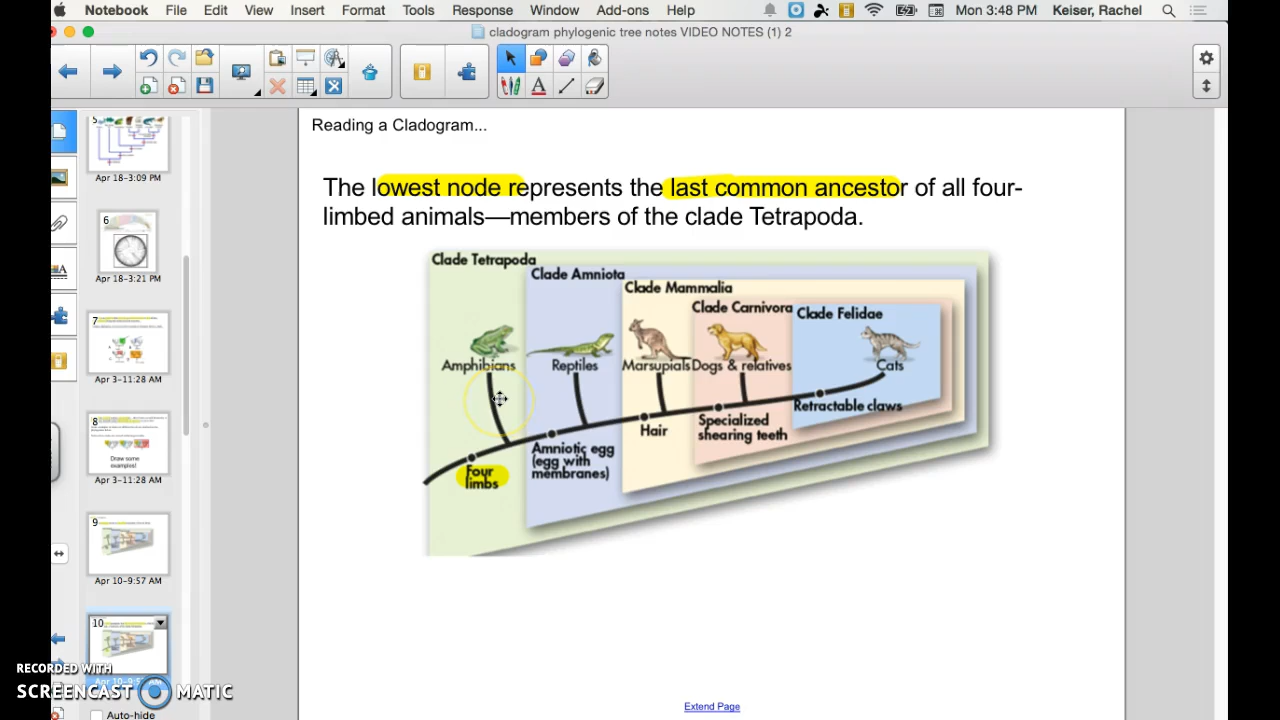 Notebook File Edit View Insert Format Tools Response Window Add-ons Help Mon 3:48 PM Keiser, Rachel
cladogram phylogenic tree notes VIDEO NOTES (1) 2
5
Apr 18-3:09 PM
6
Apr 18-3:21 PM
7
Apr 3-11:28 AM
8
Draw some
examples!
Apr 3-11:28 AM
9
Apr 10-9:57 AM
10
Auto-hide
Reading a Cladogram...
The lowest node represents the last common ancestor of all four-
limbed animals—members of the clade Tetrapoda.
Clade Tetrapoda
Clade Amniota
Clade Mammalia
Clade Carnivora
Clade Felidae
Amphibians Reptiles Marsupials Dogs & relatives Cats
Retractable claws
Specialized
shearing teeth
Hair
Amniotic egg
(egg with
membranes)
Four
limbs
Extend Page
RECORDED WITH
SCREENCAST MATIC